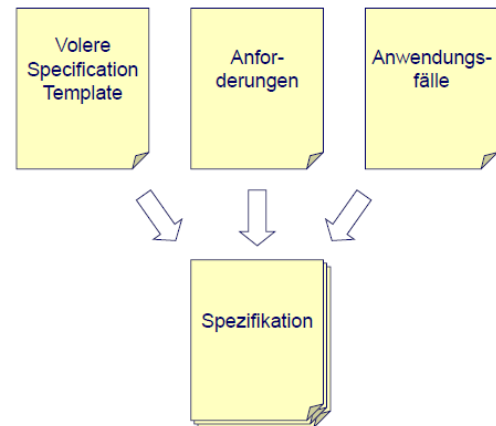 Volere
Specification
Template
Anfor-
derungen
Anwendungs-
fälle
Spezifikation